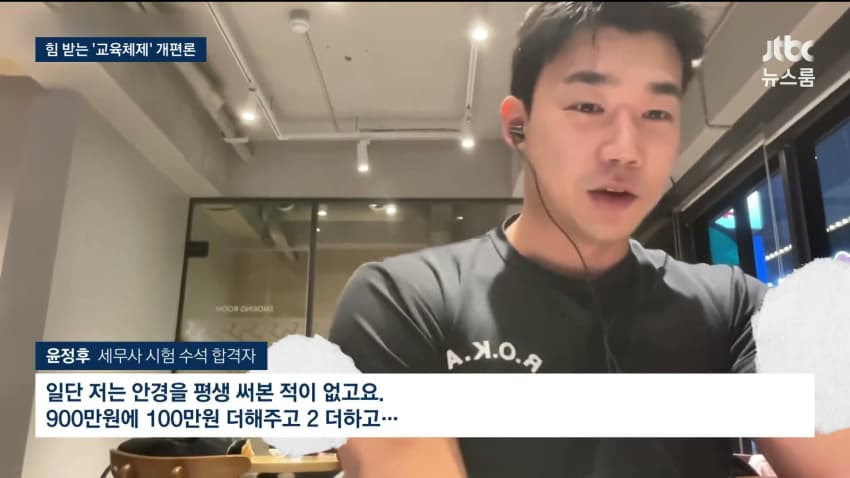 힘 받는 '교육체제' 개편론
jtbc
뉴스룸
SMOKING ROOM
R.O.K.A
윤정후 세무사 시험 수석 합격자
일단 저는 안경을 평생 써본 적이 없고요.
900만원에 100만원 더해주고 2 더하고…